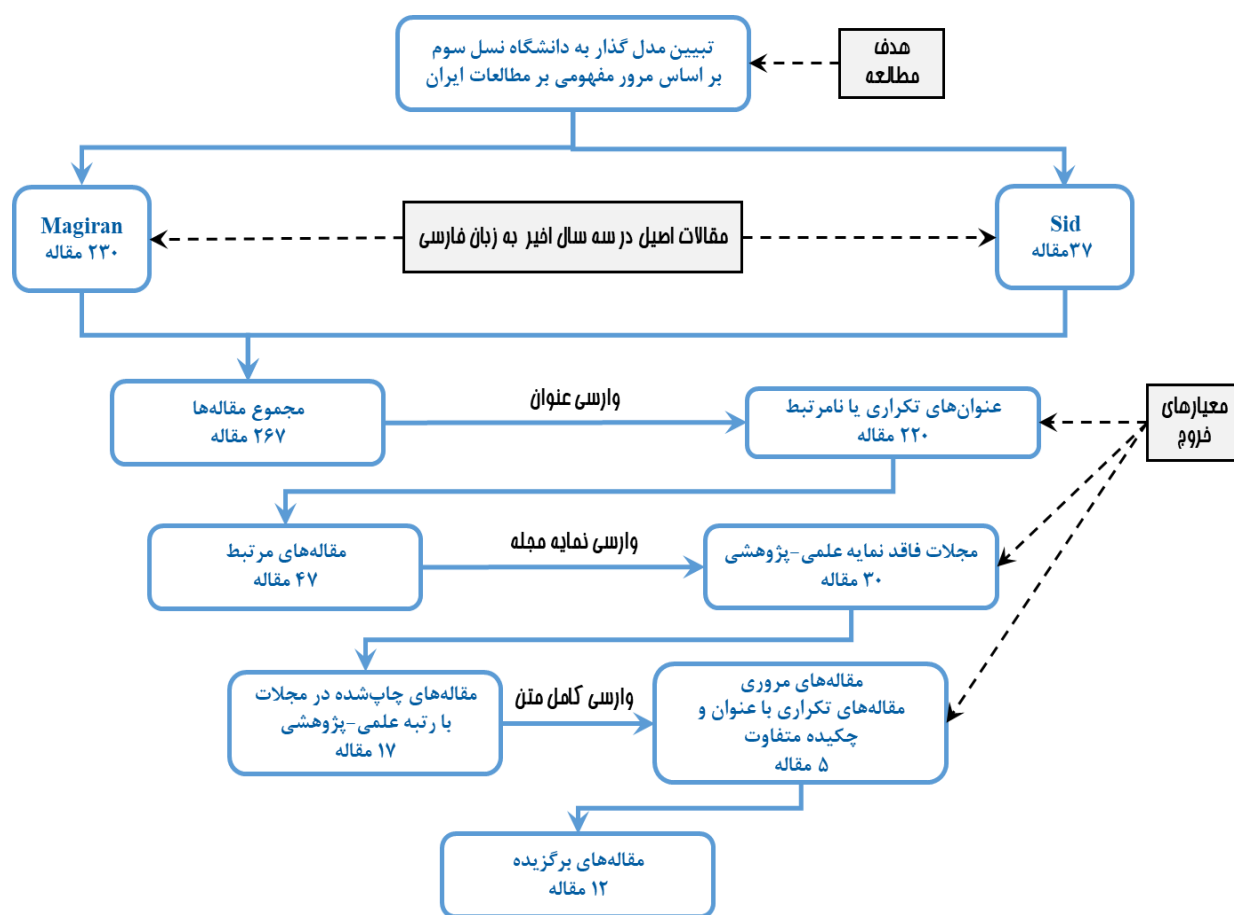 تبیین مدل گذار به دانشگاه نسل سوم
بر اساس مرور مفهومی بر مطالعات ایران
هدف
مطالعه
Sid
۳۷مقاله
مقالات اصیل در سه سال اخیر به زبان فارسی
Magiran
۲۳۰ مقاله
مجموع مقاله‌ها
۲۶۷ مقاله
وارسی عنوان
عنوان‌های تکراری یا نامرتبط
۲۲۰ مقاله
معیارهای
خروج
مقاله‌های مرتبط
۴۷ مقاله
وارسی نمایه مجله
مجلات فاقد نمایه علمی-پژوهشی
۳۰ مقاله
مقاله‌های چاپ‌شده در مجلات
با رتبه علمی-پژوهشی
۱۷ مقاله
وارسی کامل متن
مقاله‌های مروری
مقاله‌های تکراری با عنوان و
چکیده متفاوت
۵ مقاله
مقاله‌های برگزیده
۱۲ مقاله